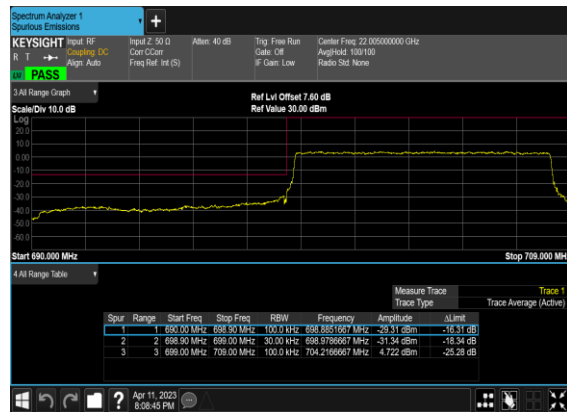 Spectrum Analyzer 1
Spurious Emissions
+
KEYSIGHT Input: RF Input Z: 50 Ω Atten: 40 dB Trig: Free Run Center Freq: 22.005000000 GHz
R T Coupling: DC Corr CCorr Gate: Off Avg|Hold: 100/100
Align: Auto Freq Ref: Int (S) IF Gain: Low Radio Std: None
PASS
3 All Range Graph
Ref Lvl Offset 7.60 dB
Scale/Div 10.0 dB Ref Value 30.00 dBm
Log
20.0
10.0
0.00
-10.0
-20.0
-30.0
-40.0
-50.0
-60.0
Start 690.000 MHz Stop 709.000 MH
4 All Range Table
Measure Trace Trace 1
Trace Type Trace Average (Active)
Spur Range Start Freq Stop Freq RBW Frequency Amplitude ΔLimit
1 1 690.00 MHz 698.90 MHz 100.0 kHz 698.8851667 MHz -29.31 dBm -16.31 dB
2 2 698.90 MHz 699.00 MHz 30.00 kHz 698.9786667 MHz -31.34 dBm -18.34 dB
3 3 699.00 MHz 709.00 MHz 100.0 kHz 704.2166667 MHz 4.722 dBm -25.28 dB
? Apr 11, 2023
8:08:45 PM